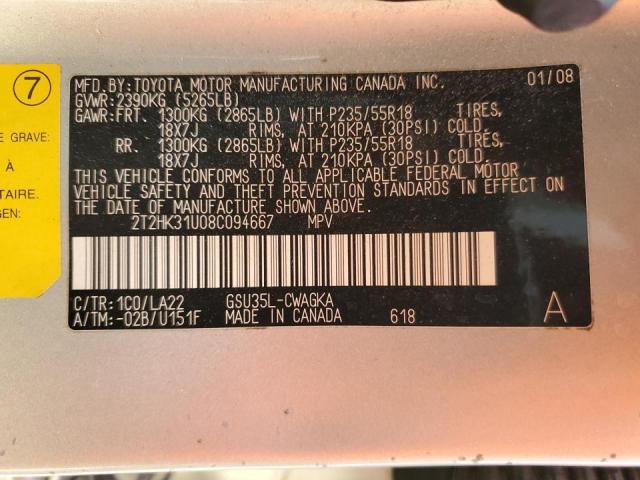 7
E GRAVE:
À
TAIRE.
GEN:
MFD.BY:TOYOTA MOTOR MANUFACTURING CANADA INC. 01/08
GVWR:2390KG (5265LB)
GAWR:FRT. 1300KG (2865LB) WITH P235/55R18 TIRES,
18X7J RIMS, AT 210KPA (30PSI) COLD.
RR. 1300KG (2865LB) WITH P235/55R18 TIRES,
18X7J RIMS, AT 210KPA (30PSI) COLD.
THIS VEHICLE CONFORMS TO ALL APPLICABLE FEDERAL MOTOR
VEHICLE SAFETY AND THEFT PREVENTION STANDARDS IN EFFECT ON
THE DATE OF MANUFACTURE SHOWN ABOVE.
2T2HK31U08C094667 MPV
C/TR:1C0/LA22 GSU35L-CWAGKA
A/TM:-02B/U151F MADE IN CANADA 618 A